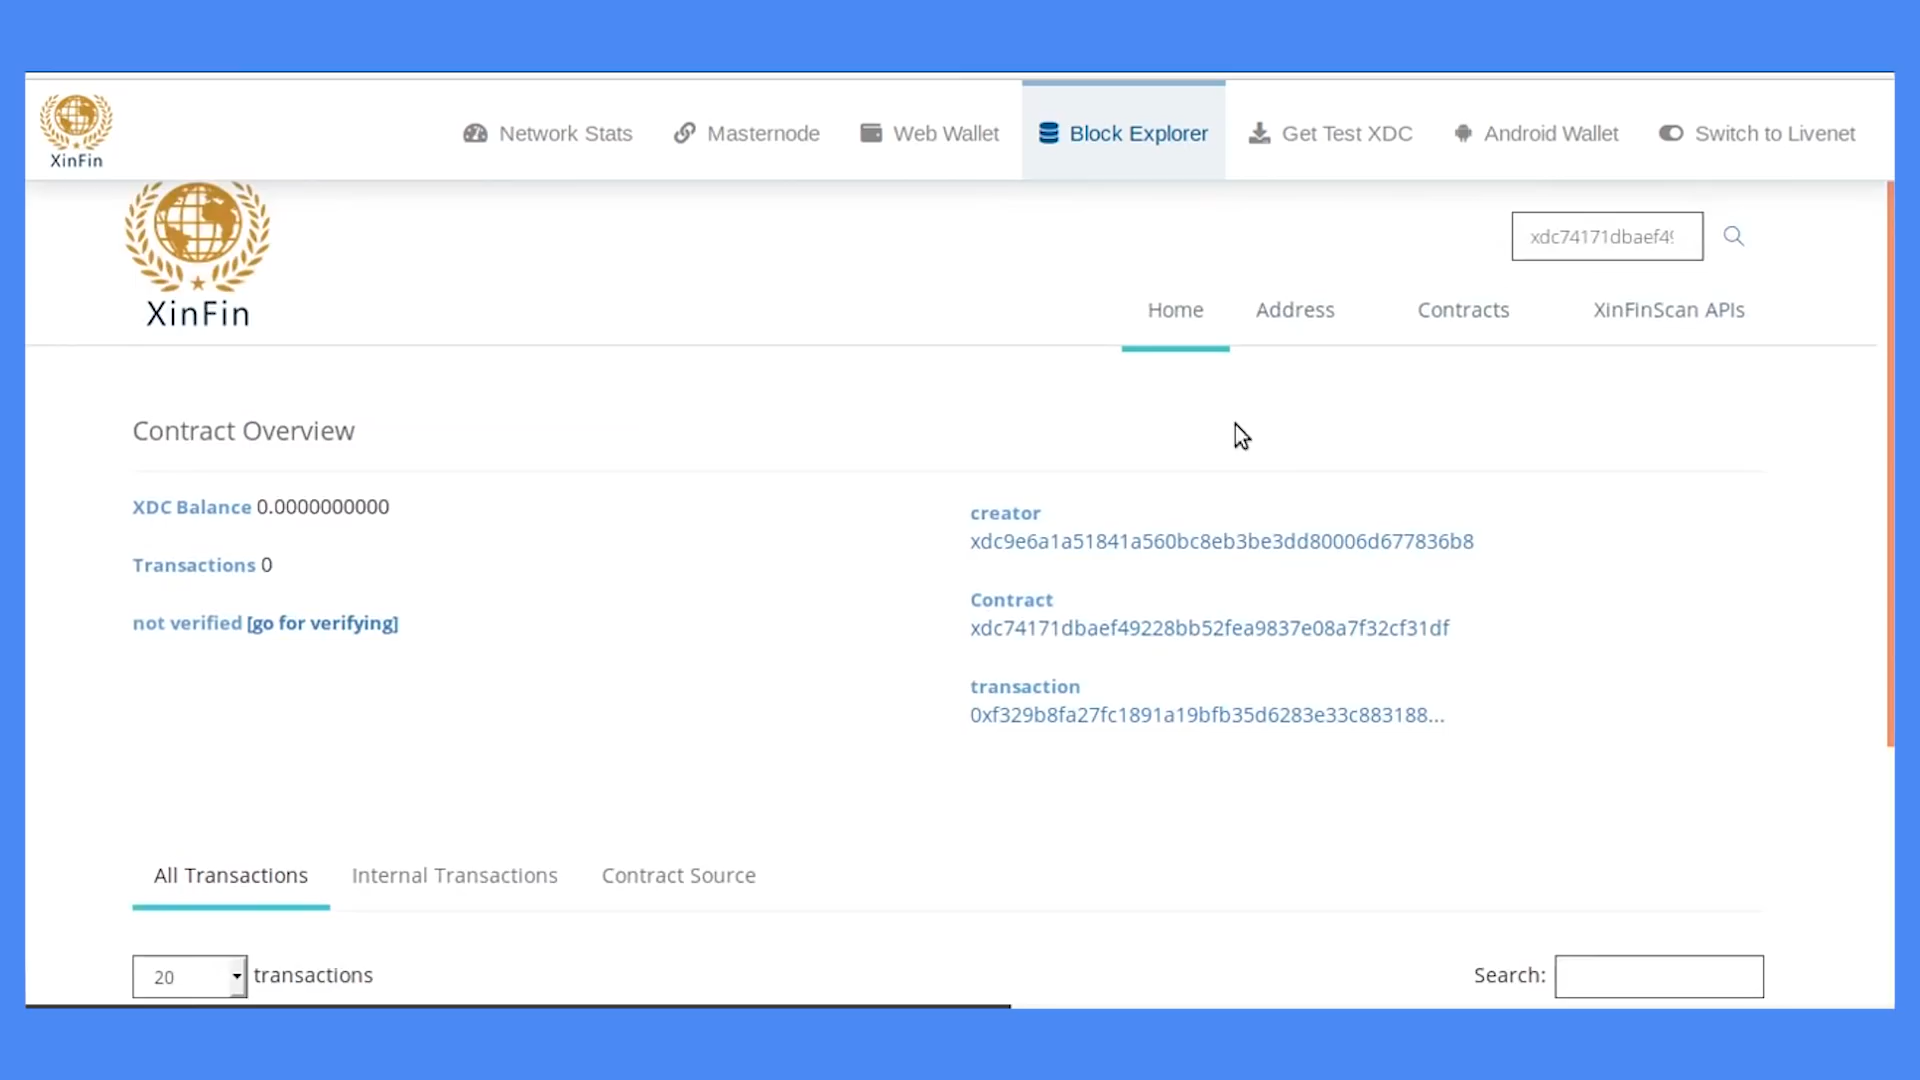 XinFin
Network Stats
Masternode
Web Wallet
Block Explorer
Get Test XDC
Android Wallet
Switch to Livenet
XinFin
xdc74171dbaef49
Home
Address
Contracts
XinFinScan APIs
Contract Overview
XDC Balance 0.0000000000
Transactions 0
not verified [go for verifying]
creator
xdc9e6a1a51841a560bc8eb3be3dd80006d677836b8
Contract
xdc74171dbaef49228bb52fea9837e08a7f32cf31df
transaction
0xf329b8fa27fc1891a19bfb35d6283e33c883188...
All Transactions
Internal Transactions
Contract Source
20 transactions
Search: